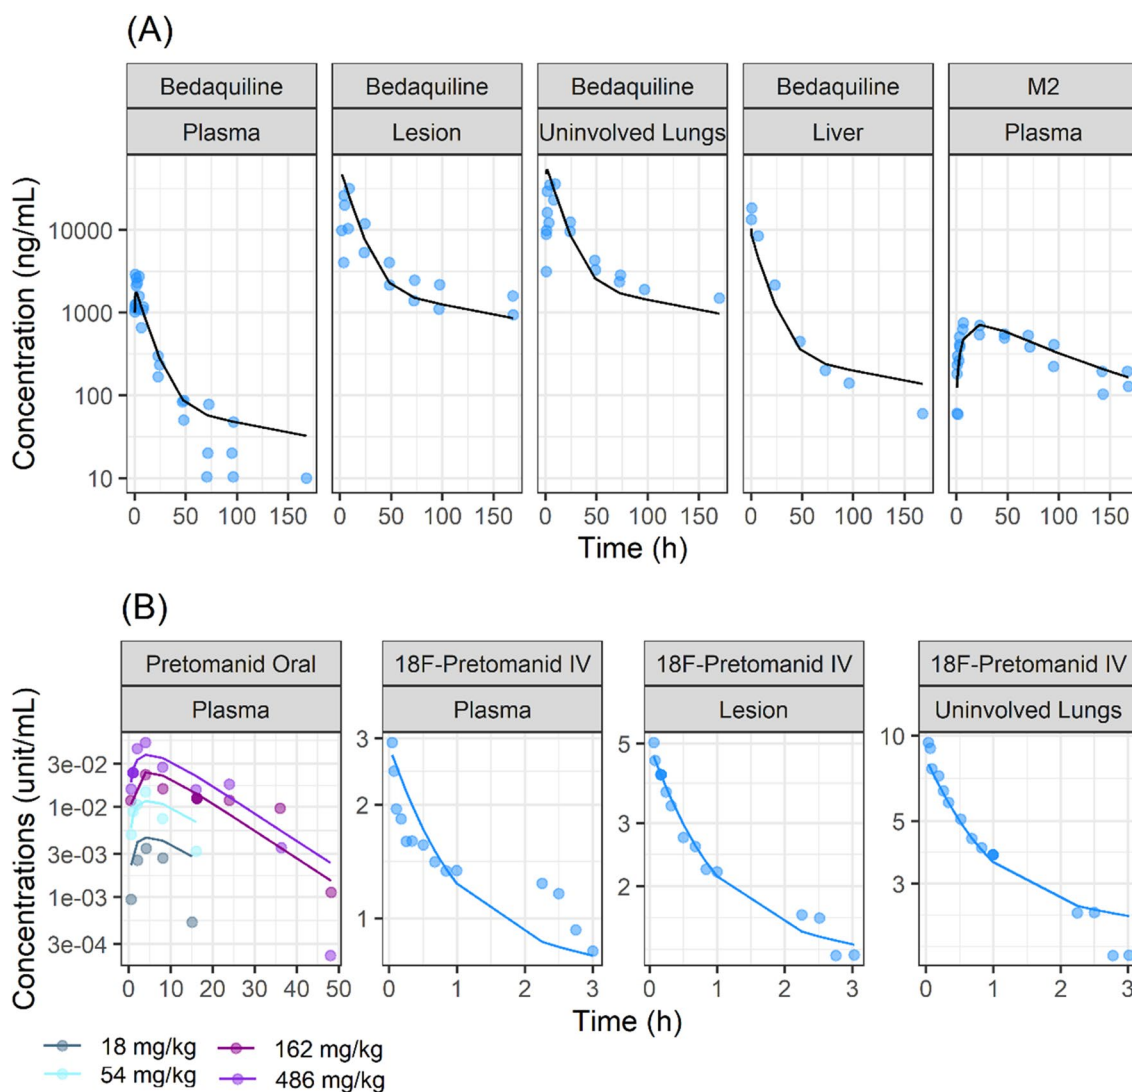 (A)
Bedaquiline Bedaquiline Bedaquiline Bedaquiline M2
Plasma Lesion Uninvolved Lungs Liver Plasma
Concentration (ng/mL)
10000
1000
100
10
0 50 100 150 0 50 100 150 0 50 100 150 0 50 100 150 0 50 100 150
Time (h)
(B)
Pretomanid Oral 18F-Pretomanid IV 18F-Pretomanid IV 18F-Pretomanid IV
Plasma Plasma Lesion Uninvolved Lungs
Concentrations (unit/mL)
3e-02
1e-02
3e-03
1e-03
3e-04
3
2
1
5
3
2
10
5
3
0 10 20 30 40 50 0 1 2 3 0 1 2 3 0 1 2 3
Time (h)
18 mg/kg 162 mg/kg
54 mg/kg 486 mg/kg